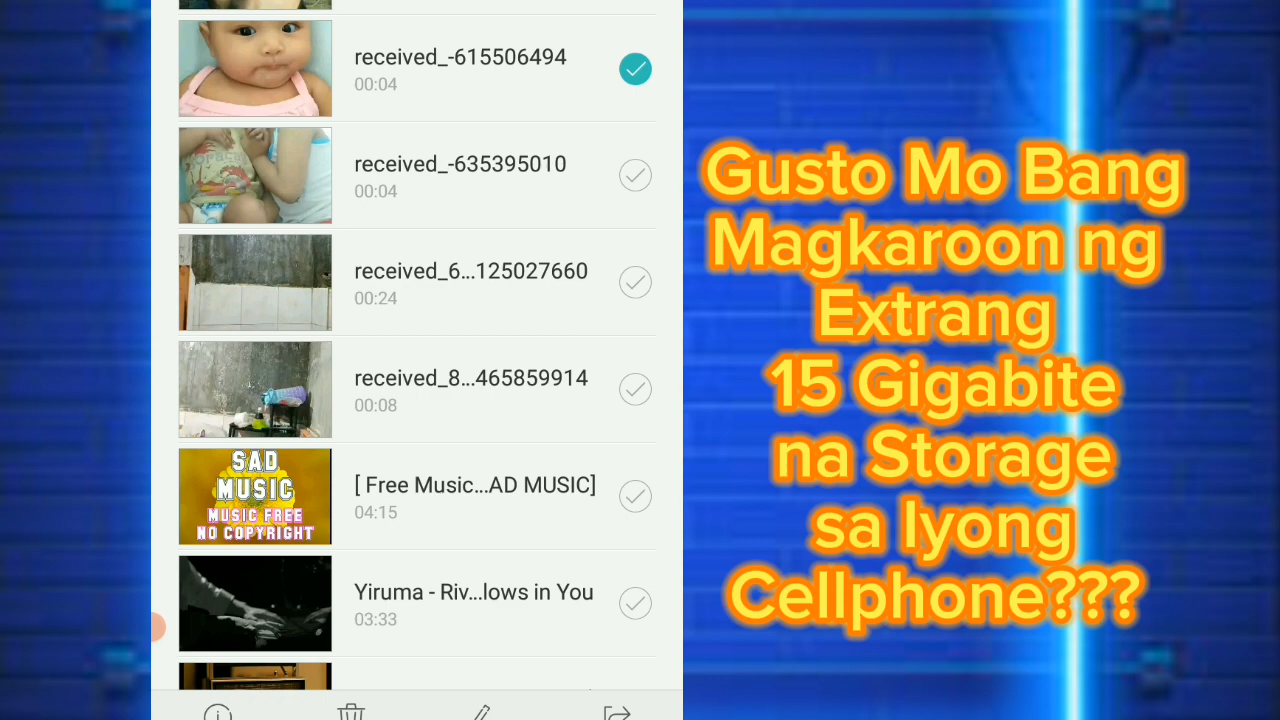 received_-615506494
00:04
received_-635395010
00:04
received_6...125027660
00:24
received_8...465859914
00:08
SAD
MUSIC
MUSIC FREE
NO COPYRIGHT
[ Free Music...AD MUSIC]
04:15
Yiruma - Riv...lows in You
03:33
Gusto Mo Bang
Magkaroon ng
Extrang
15 Gigabite
na Storage
sa Iyong
Cellphone???